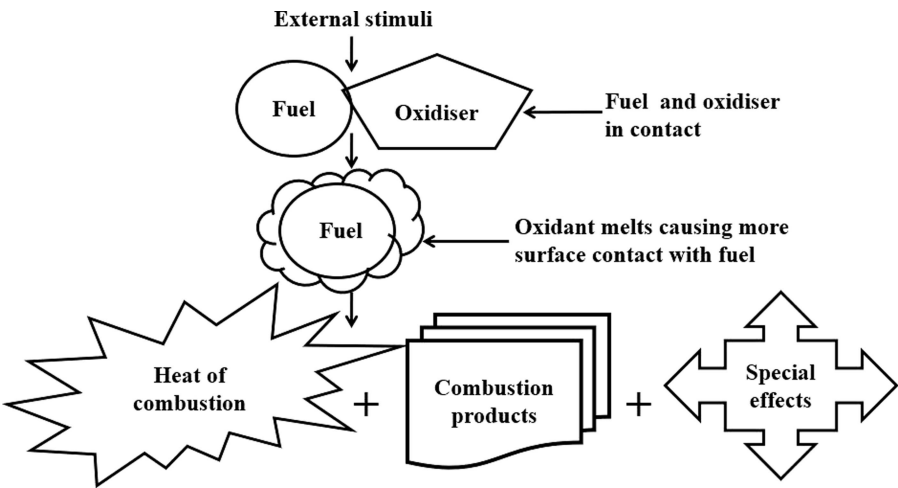 External stimuli
Fuel
Oxidiser
Fuel and oxidiser
in contact
Fuel
Oxidant melts causing more
surface contact with fuel
Heat of
combustion
+
Combustion
products
+
Special
effects